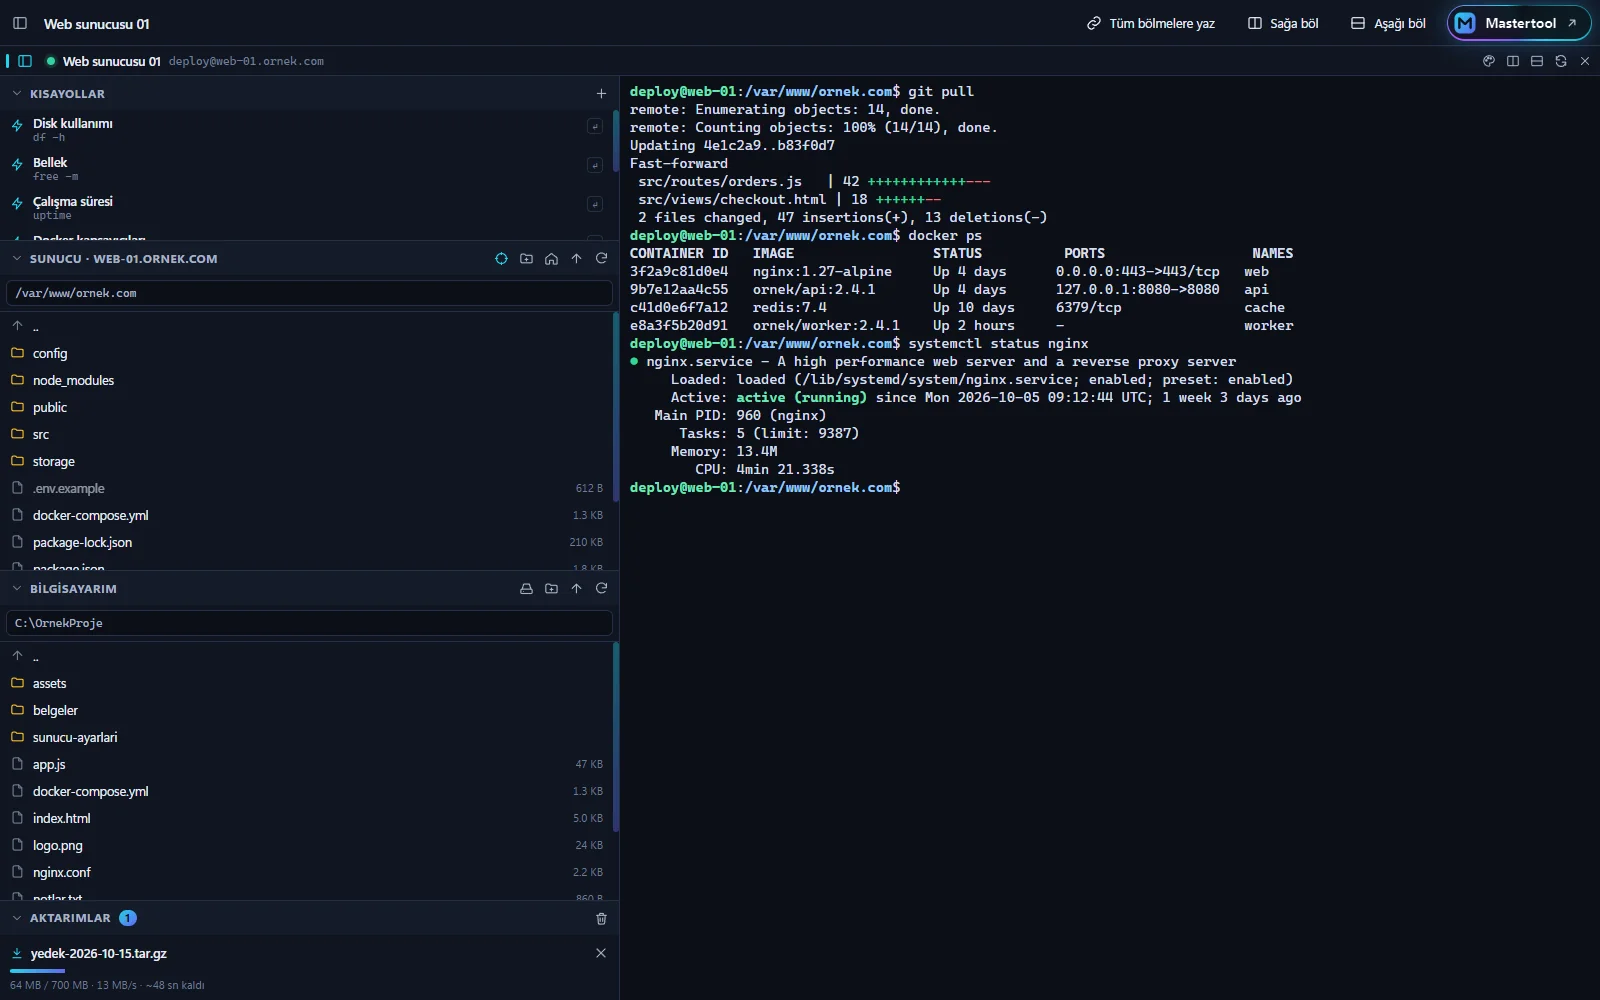 Web sunucusu 01
Tüm bölmelere yaz
Sağa böl
Aşağı böl
Mastertool
Web sunucusu 01 deploy@web-01.ornek.com
KISAYOLLAR
Disk kullanımı
df -h
Bellek
free -m
Çalışma süresi
uptime
Docker kapsayıcıları
SUNUCU · WEB-01.ORNEK.COM
/var/www/ornek.com
..
config
node_modules
public
src
storage
.env.example 612 B
docker-compose.yml 1.3 KB
package-lock.json 210 KB
package.json 1.8 KB
BİLGİSAYARIM
C:\OrnekProje
..
assets
belgeler
sunucu-ayarlari
app.js 47 KB
docker-compose.yml 1.3 KB
index.html 5.0 KB
logo.png 24 KB
nginx.conf 2.2 KB
notlar.txt 860 B
AKTARIMLAR 1
yedek-2026-10-15.tar.gz
64 MB / 700 MB · 13 MB/s · ~48 sn kaldı
deploy@web-01:/var/www/ornek.com$ git pull
remote: Enumerating objects: 14, done.
remote: Counting objects: 100% (14/14), done.
Updating 4e1c2a9..b83f0d7
Fast-forward
src/routes/orders.js | 42 ++++++++++++---
src/views/checkout.html | 18 ++++++--
2 files changed, 47 insertions(+), 13 deletions(-)
deploy@web-01:/var/www/ornek.com$ docker ps
CONTAINER ID IMAGE STATUS PORTS NAMES
3f2a9c81d0e4 nginx:1.27-alpine Up 4 days 0.0.0.0:443->443/tcp web
9b7e12aa4c55 ornek/api:2.4.1 Up 4 days 127.0.0.1:8080->8080 api
c41d0e6f7a12 redis:7.4 Up 10 days 6379/tcp cache
e8a3f5b20d91 ornek/worker:2.4.1 Up 2 hours - worker
deploy@web-01:/var/www/ornek.com$ systemctl status nginx
● nginx.service - A high performance web server and a reverse proxy server
Loaded: loaded (/lib/systemd/system/nginx.service; enabled; preset: enabled)
Active: active (running) since Mon 2026-10-05 09:12:44 UTC; 1 week 3 days ago
Main PID: 960 (nginx)
Tasks: 5 (limit: 9387)
Memory: 13.4M
CPU: 4min 21.338s
deploy@web-01:/var/www/ornek.com$